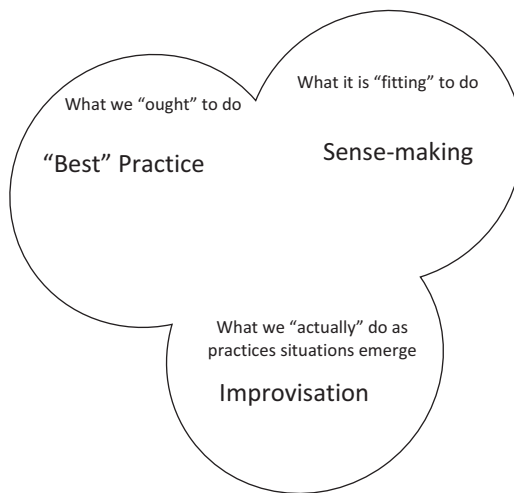 What we “ought” to do
“Best” Practice
What it is “fitting” to do
Sense-making
What we “actually” do as
practices situations emerge
Improvisation